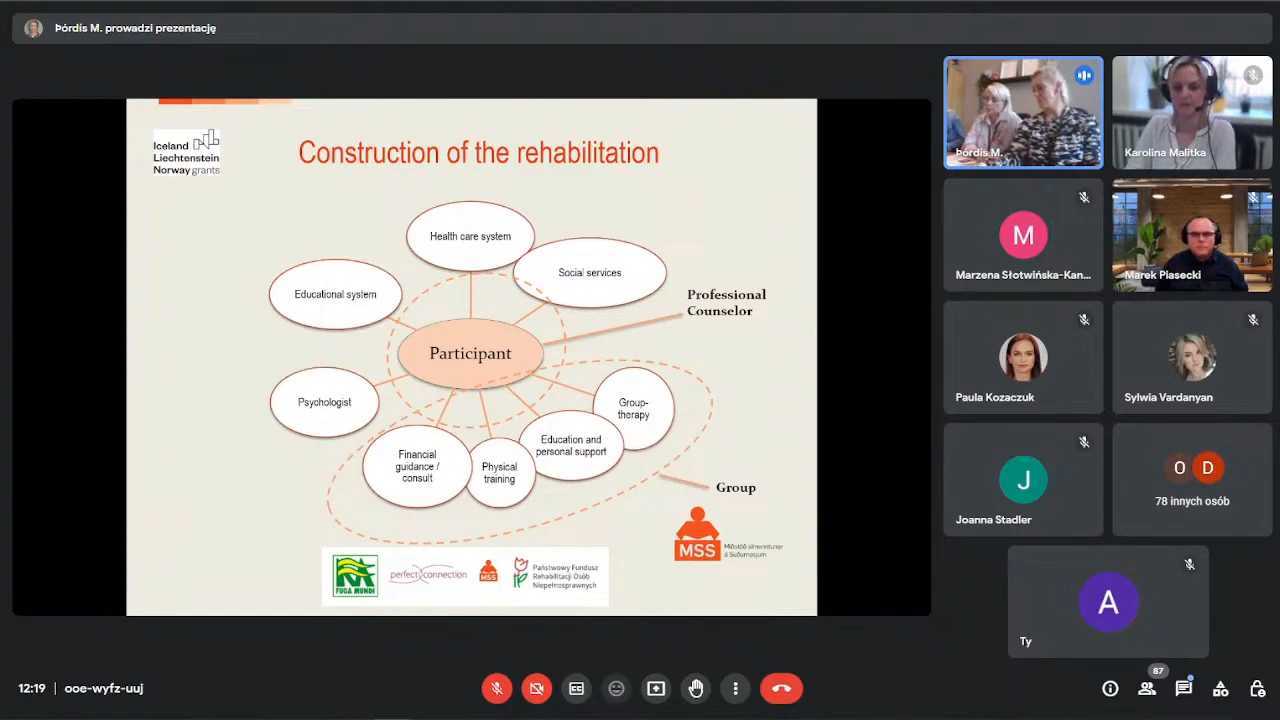 Þórdis M. prowadzi prezentację
Iceland
Liechtenstein
Norway grants
Construction of the rehabilitation
Health care system
Social services
Educational system
Professional
Counselor
Participant
Psychologist
Group-
therapy
Education and
personal support
Financial
guidance /
consult
Physical
training
Group
MSS
Miðstöð símenntunar
á Suðurnesjum
FUGA MUNDI
perfect connection
MSS
Państwowy Fundusz
Rehabilitacji Osób
Niepełnosprawnych
Þórdis M.
Karolina Malitka
M
Marzena Słotwińska-Kan...
Marek Piasecki
Paula Kozaczuk
Sylwia Vardanyan
J
Joanna Stadler
O D
78 innych osób
A
Ty
12:19 | ooe-wyfz-uuj
87